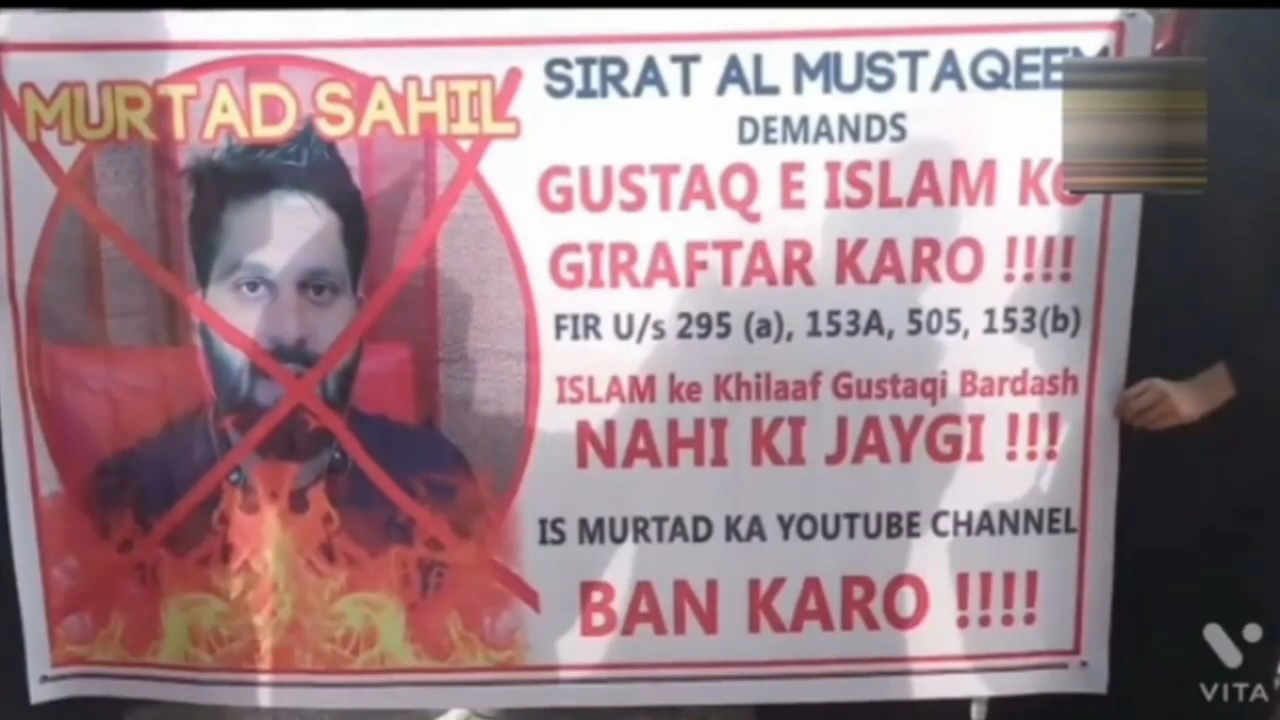 MURTAD SAHIL
SIRAT AL MUSTAQEEM
DEMANDS
GUSTAQ E ISLAM KO
GIRAFTAR KARO !!!!
FIR U/s 295 (a), 153A, 505, 153(b)
ISLAM ke Khilaaf Gustaqi Bardash
NAHI KI JAYGI !!!
IS MURTAD KA YOUTUBE CHANNEL
BAN KARO !!!!
VITA